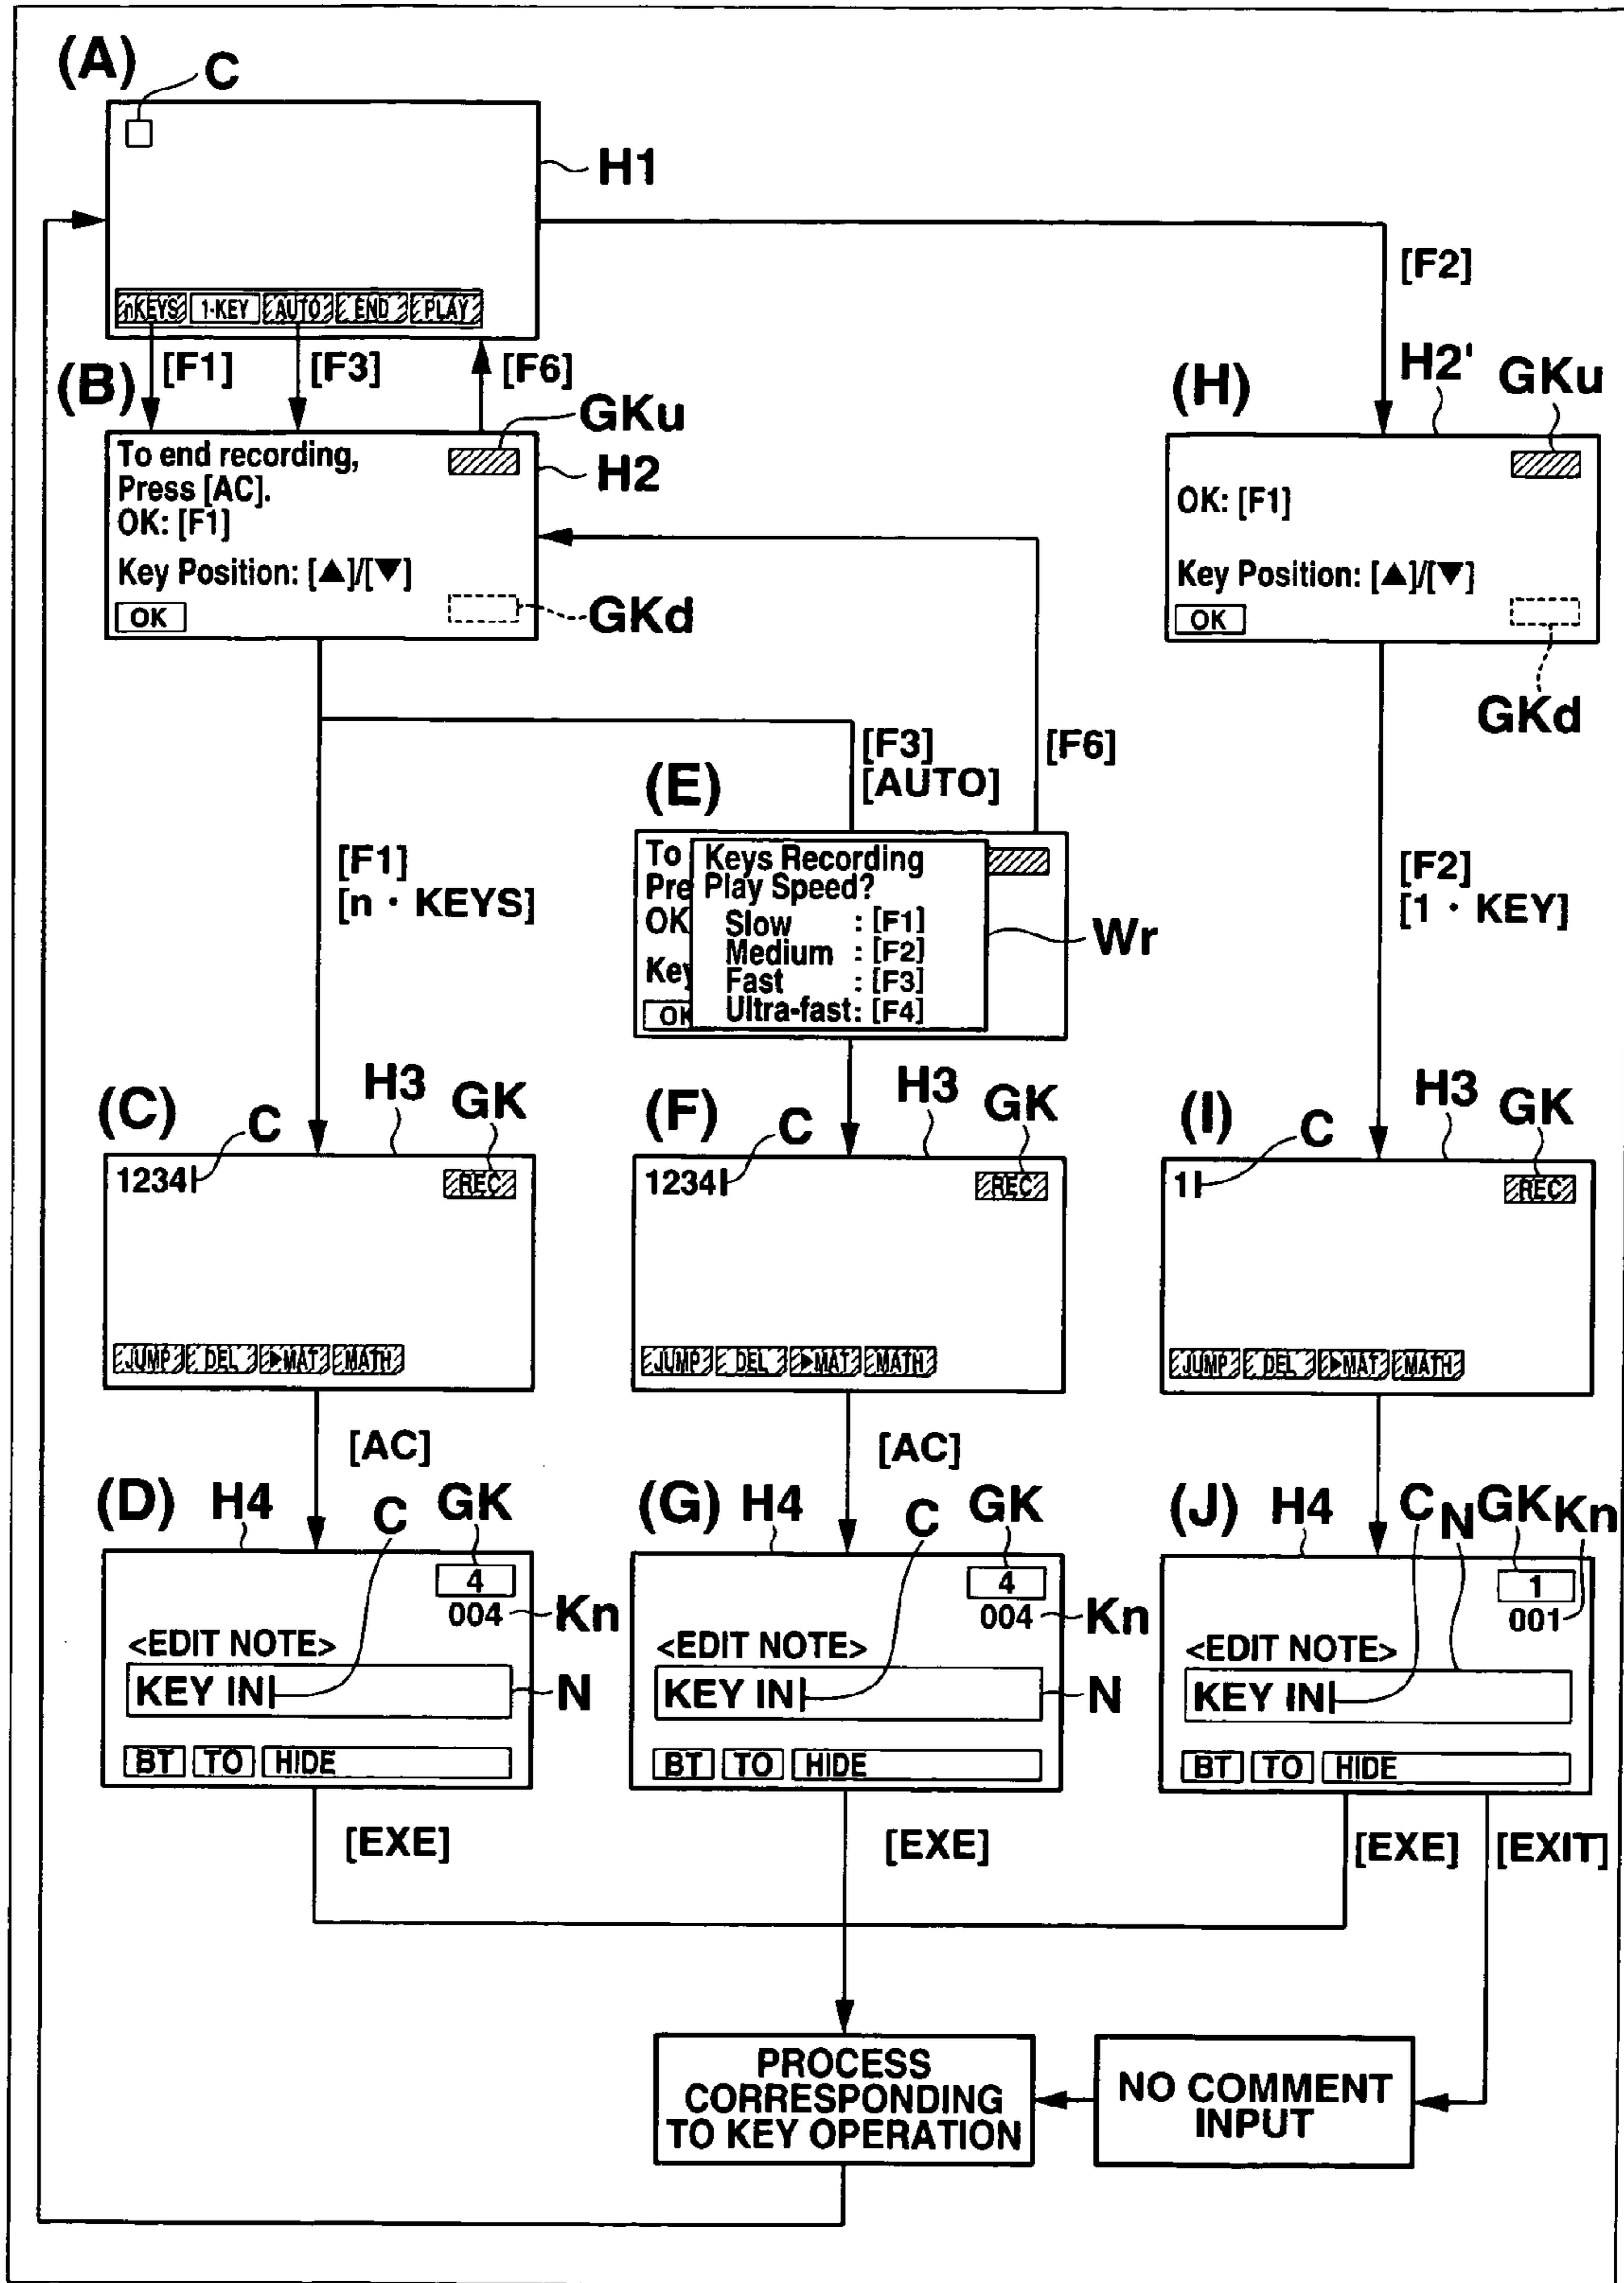 (A)
C
H1
nKEYS 1·KEY AUTO END PLAY
[F2]
[F1] [F3] [F6]
(B)
To end recording,
Press [AC].
OK: [F1]
Key Position: [▲]/[▼]
OK
GKu
H2
GKd
(H)
H2' GKu
OK: [F1]
Key Position: [▲]/[▼]
OK
GKd
[F3]
[AUTO]
[F6]
(E)
To
Pre
OK
Key
OK
Keys Recording
Play Speed?
Slow : [F1]
Medium : [F2]
Fast : [F3]
Ultra-fast: [F4]
Wr
[F1]
[n · KEYS]
[F2]
[1 · KEY]
(C) C H3 GK
1234 REC
JUMP DEL ▶MAT MATH
(F) C H3 GK
1234 REC
JUMP DEL ▶MAT MATH
(I) C H3 GK
1 REC
JUMP DEL ▶MAT MATH
[AC]
[AC]
(D) H4 C GK
4
004
Kn
<EDIT NOTE>
KEY IN
N
BT TO HIDE
(G) H4 C GK
4
004
Kn
<EDIT NOTE>
KEY IN
N
BT TO HIDE
(J) H4 C N GK Kn
1
001
<EDIT NOTE>
KEY IN
BT TO HIDE
[EXE]
[EXE]
[EXE] [EXIT]
PROCESS
CORRESPONDING
TO KEY OPERATION
NO COMMENT
INPUT